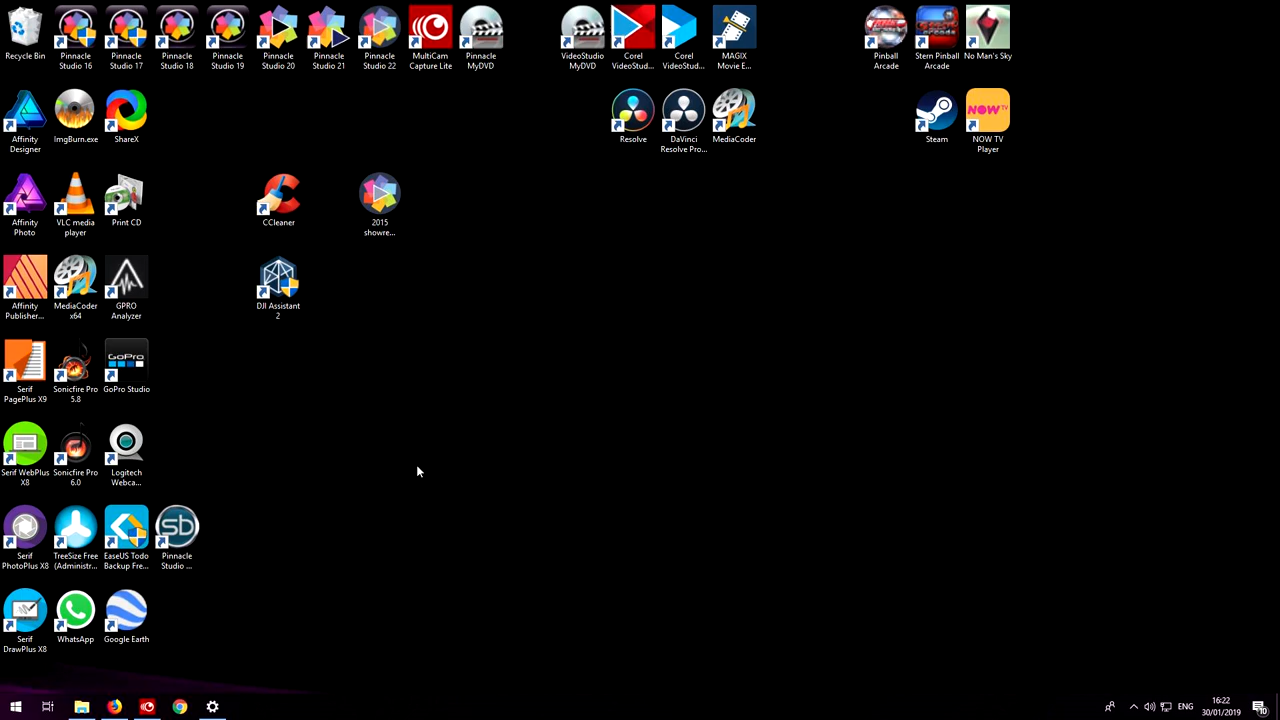 Recycle Bin
Pinnacle
Studio 16
Pinnacle
Studio 17
Pinnacle
Studio 18
Pinnacle
Studio 19
Pinnacle
Studio 20
Pinnacle
Studio 21
Pinnacle
Studio 22
MultiCam
Capture Lite
Pinnacle
MyDVD
VideoStudio
MyDVD
Corel
VideoStud...
Corel
VideoStud...
MAGIX
Movie E...
Pinball
Arcade
Stern Pinball
Arcade
No Man's Sky
Affinity
Designer
ImgBurn.exe
ShareX
Resolve
DaVinci
Resolve Pro...
MediaCoder
Steam
NOW TV
NOW TV
Player
Affinity
Photo
VLC media
player
Print CD
CCleaner
2015
showre...
Affinity
Publisher...
MediaCoder
x64
GPRO
Analyzer
DJI Assistant
2
Serif
PagePlus X9
Sonicfire Pro
5.8
GoPro
GoPro Studio
Serif WebPlus
X8
Sonicfire Pro
6.0
Logitech
Webca...
Serif
PhotoPlus X8
TreeSize Free
(Administr...
EaseUS Todo
Backup Free...
sb
Pinnacle
Studio ...
Serif
DrawPlus X8
WhatsApp
Google Earth
ENG
16:22
30/01/2019
10